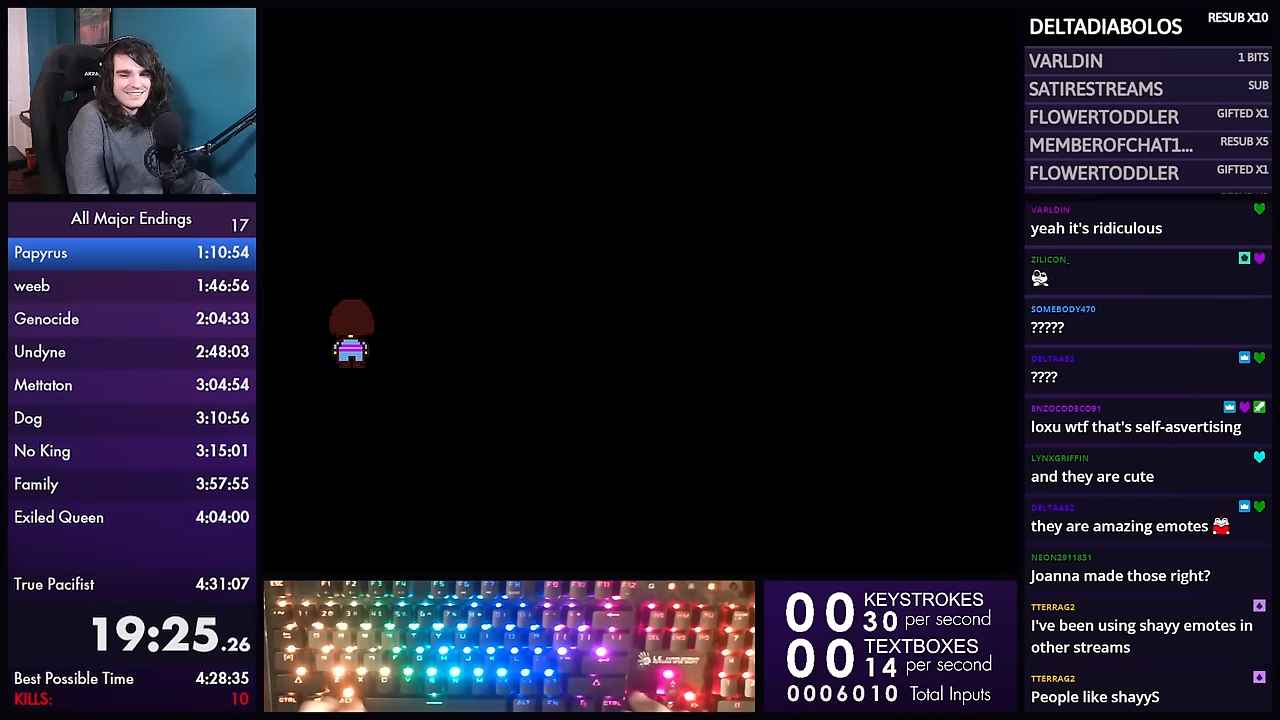 All Major Endings 17
Papyrus 1:10:54
weeb 1:46:56
Genocide 2:04:33
Undyne 2:48:03
Mettaton 3:04:54
Dog 3:10:56
No King 3:15:01
Family 3:57:55
Exiled Queen 4:04:00
True Pacifist 4:31:07
19:25.26
Best Possible Time 4:28:35
KILLS: 10
00 KEYSTROKES
30 per second
00 TEXTBOXES
14 per second
0006010 Total Inputs
DELTADIABOLOS RESUB X10
VARLDIN 1 BITS
SATIRESTREAMS SUB
FLOWERTODDLER GIFTED X1
MEMBEROFCHAT1... RESUB X5
FLOWERTODDLER GIFTED X1
VARLDIN
yeah it's ridiculous
ZILICON_
SOMEBODY470
?????
DELTAA52
????
ENZOCODECO91
loxu wtf that's self-asvertising
LYNXGRIFFIN
and they are cute
DELTAA52
they are amazing emotes
NEON2911831
Joanna made those right?
TTERRAG2
I've been using shayy emotes in
other streams
TTERRAG2
People like shayyS